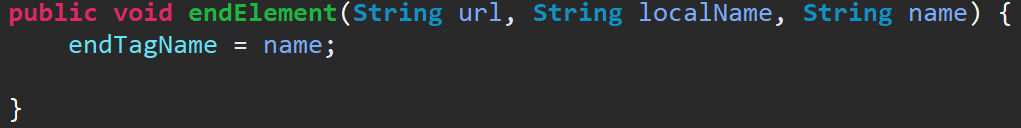 public void endElement(String url, String localName, String name) {
    endTagName = name;

}